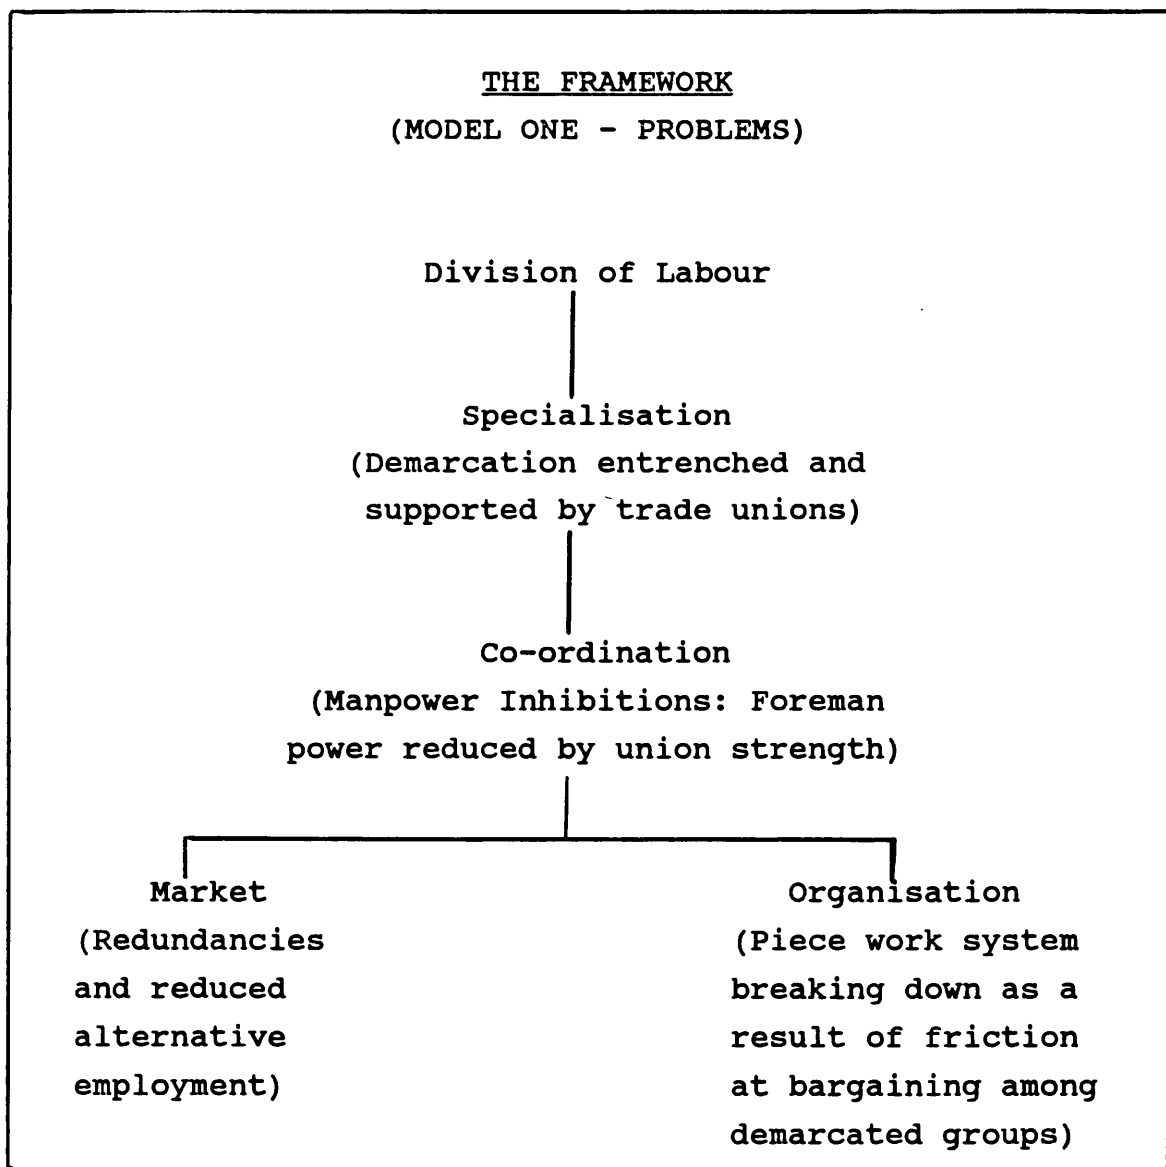 THE FRAMEWORK
(MODEL ONE - PROBLEMS)
Division of Labour
Specialisation
(Demarcation entrenched and
supported by trade unions)
Co-ordination
(Manpower Inhibitions: Foreman
power reduced by union strength)
Market
(Redundancies
and reduced
alternative
employment)
Organisation
(Piece work system
breaking down as a
result of friction
at bargaining among
demarcated groups)